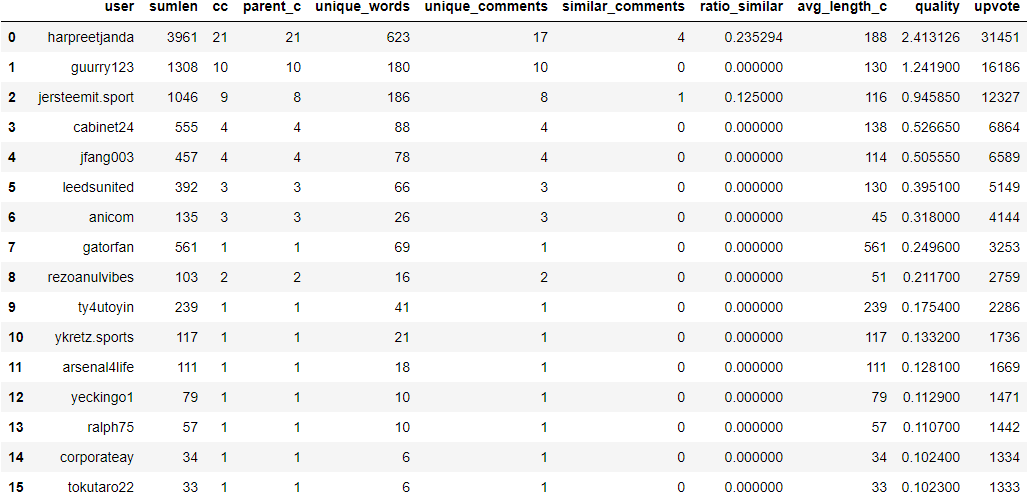 user sumlen cc parent_c unique_words unique_comments similar_comments ratio_similar avg_length_c quality upvote
0 harpreetjanda 3961 21 21 623 17 4 0.235294 188 2.413126 31451
1 guurry123 1308 10 10 180 10 0 0.000000 130 1.241900 16186
2 jersteemit.sport 1046 9 8 186 8 1 0.125000 116 0.945850 12327
3 cabinet24 555 4 4 88 4 0 0.000000 138 0.526650 6864
4 jfang003 457 4 4 78 4 0 0.000000 114 0.505550 6589
5 leedsunited 392 3 3 66 3 0 0.000000 130 0.395100 5149
6 anicom 135 3 3 26 3 0 0.000000 45 0.318000 4144
7 gatorfan 561 1 1 69 1 0 0.000000 561 0.249600 3253
8 rezoanulvibes 103 2 2 16 2 0 0.000000 51 0.211700 2759
9 ty4utoyin 239 1 1 41 1 0 0.000000 239 0.175400 2286
10 ykretz.sports 117 1 1 21 1 0 0.000000 117 0.133200 1736
11 arsenal4life 111 1 1 18 1 0 0.000000 111 0.128100 1669
12 yeckingo1 79 1 1 10 1 0 0.000000 79 0.112900 1471
13 ralph75 57 1 1 10 1 0 0.000000 57 0.110700 1442
14 corporateay 34 1 1 6 1 0 0.000000 34 0.102400 1334
15 tokutaro22 33 1 1 6 1 0 0.000000 33 0.102300 1333